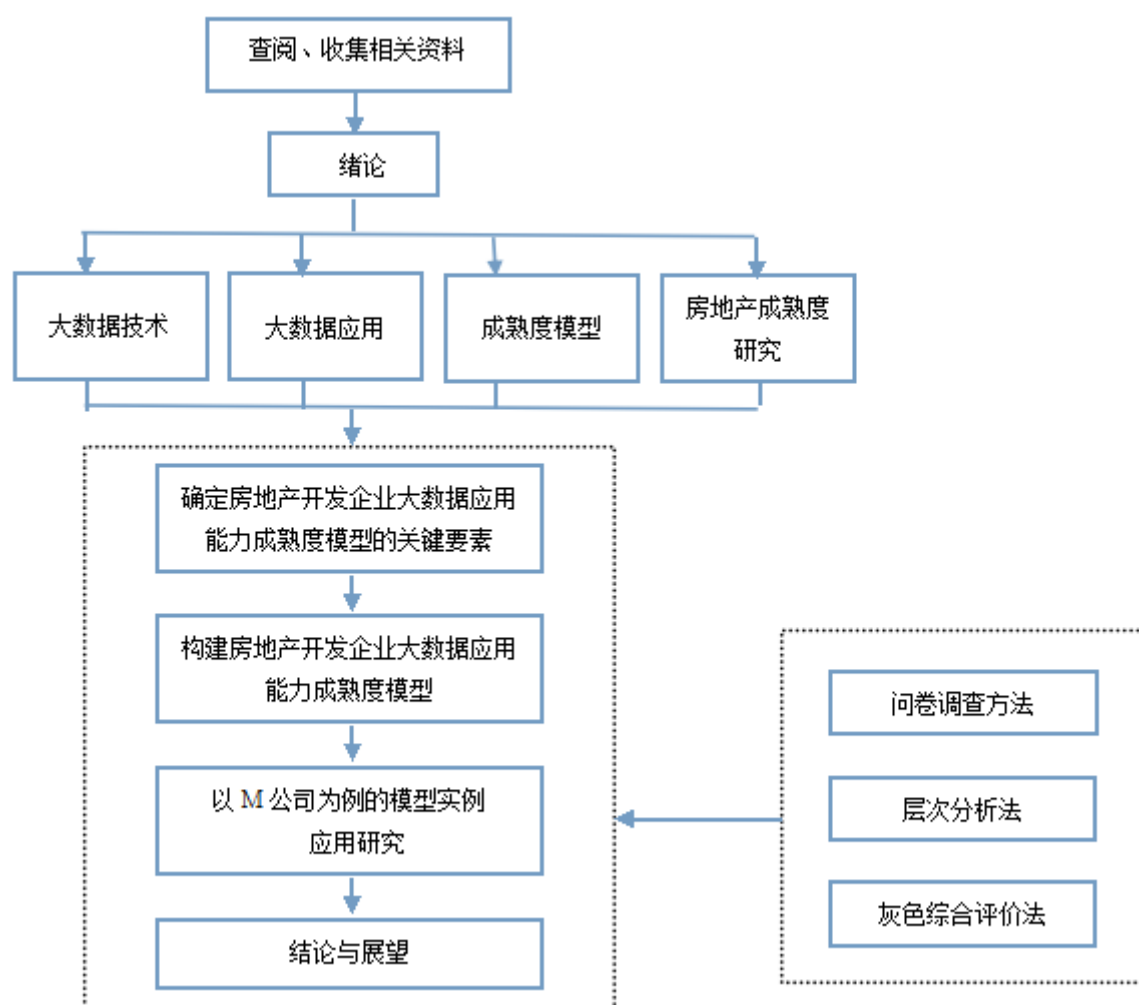 查阅、收集相关资料
绪论
大数据技术
大数据应用
成熟度模型
房地产成熟度
研究
确定房地产开发企业大数据应用
能力成熟度模型的关键要素
构建房地产开发企业大数据应用
能力成熟度模型
以 M 公司为例的模型实例
应用研究
结论与展望
问卷调查方法
层次分析法
灰色综合评价法